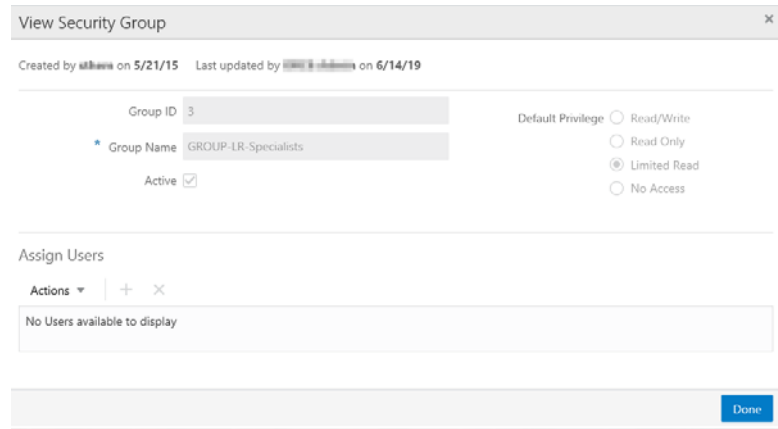 View Security Group
Created by on 5/21/15 Last updated by on 6/14/19
Group ID 3
* Group Name GROUP-LR-Specialists
Active
Default Privilege Read/Write
Read Only
Limited Read
No Access
Assign Users
Actions
No Users available to display
Done